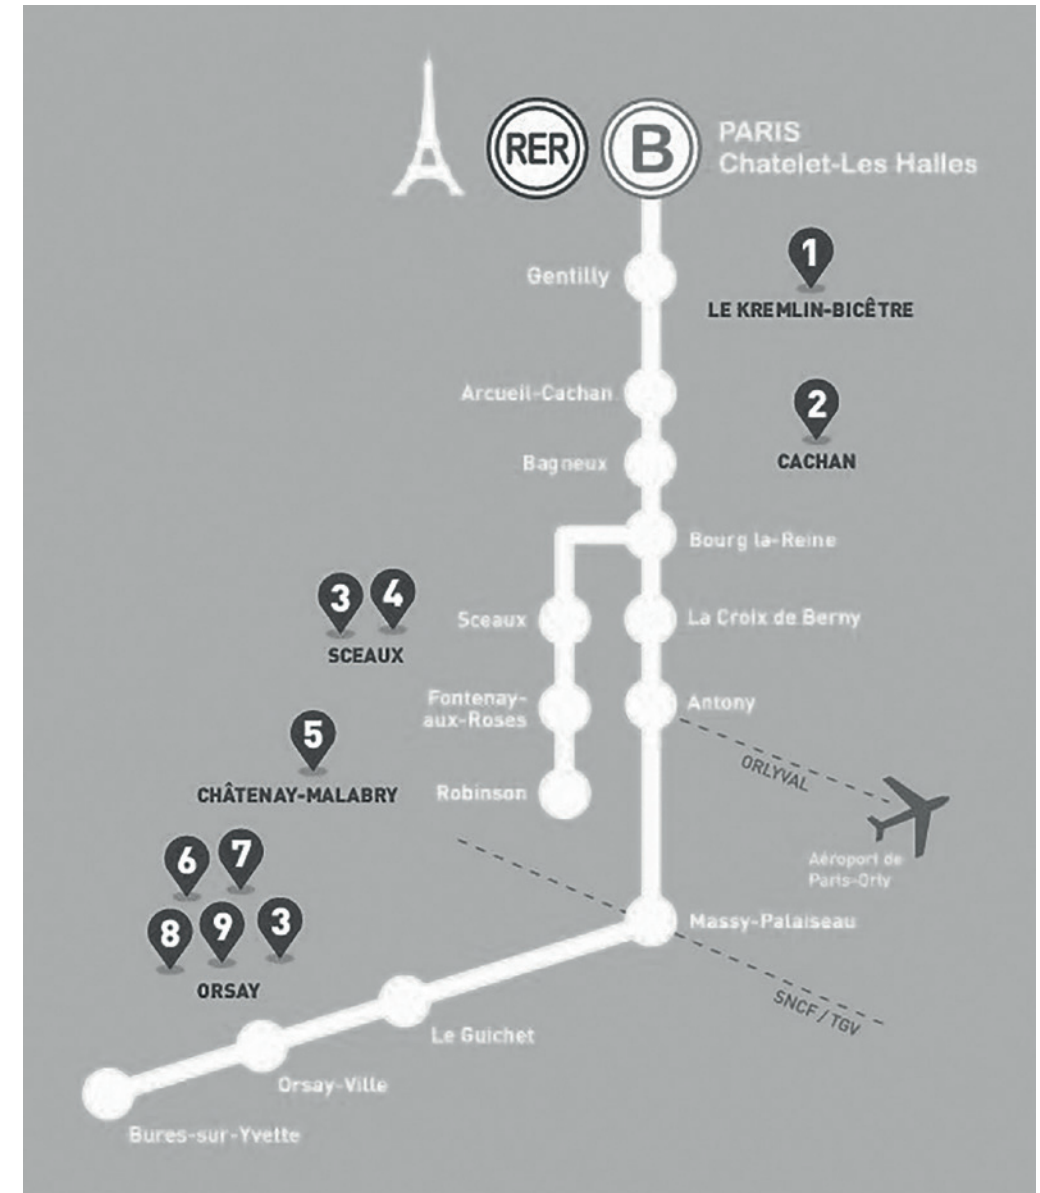 RER
B
PARIS
Chatelet-Les Halles
1
LE KREMLIN-BICÊTRE
Gentilly
2
CACHAN
Arcueil-Cachan
Bagneux
Bourg la-Reine
3
4
SCEAUX
Sceaux
La Croix de Berny
Fontenay-
aux-Roses
Antony
5
CHÂTENAY-MALABRY
Robinson
ORLYVAL
Aéroport de
Paris-Orly
6
7
8
9
3
ORSAY
Massy-Palaiseau
SNCF / TGV
Le Guichet
Orsay-Ville
Bures-sur-Yvette